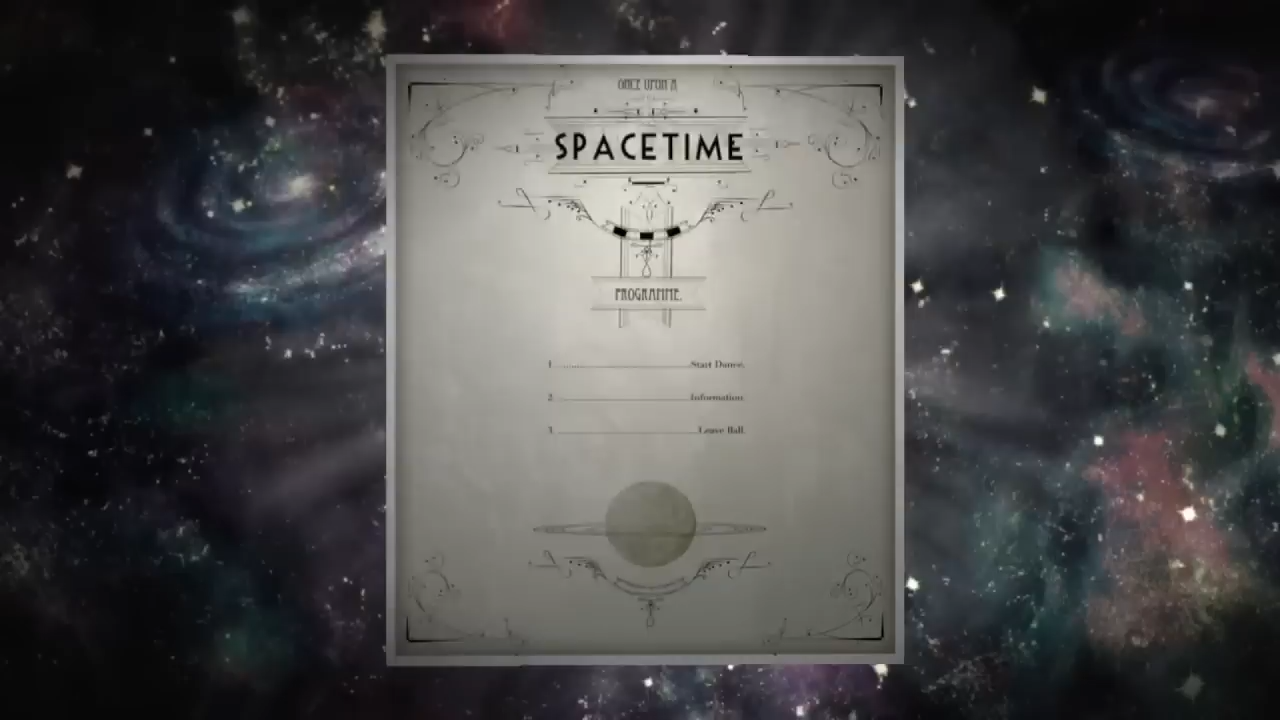 ONCE UPON A
SPACETIME
PROGRAMME.
1. Start Dance.
2. Information.
3. Leave Ball.